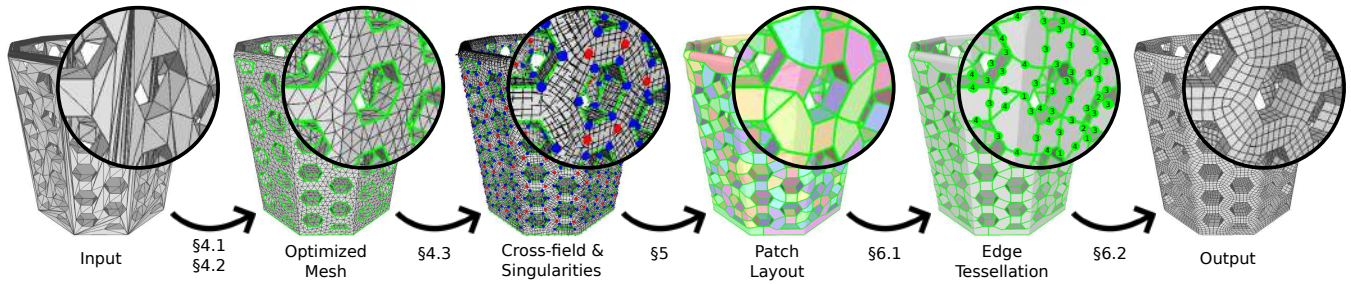 Input
§4.1
§4.2
Optimized
Mesh
§4.3
Cross-field &
Singularities
§5
Patch
Layout
§6.1
Edge
Tessellation
§6.2
Output